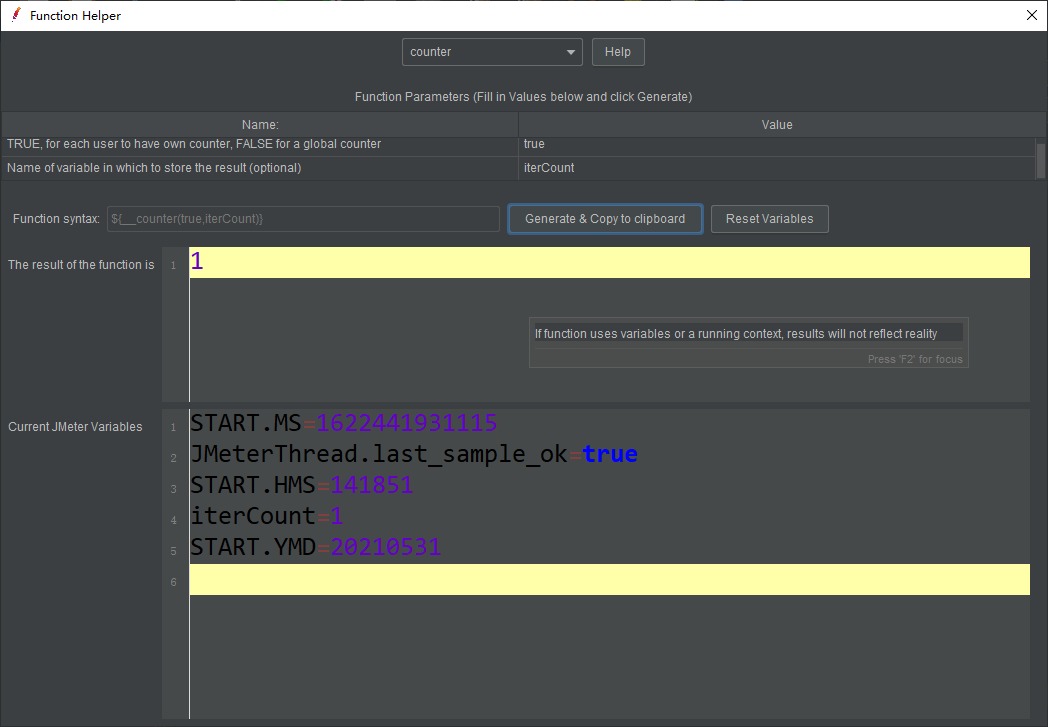 Function Helper
counter
Help
Function Parameters (Fill in Values below and click Generate)
Name: Value
TRUE, for each user to have own counter, FALSE for a global counter true
Name of variable in which to store the result (optional) iterCount
Function syntax: ${__counter(true,iterCount)} Generate & Copy to clipboard Reset Variables
The result of the function is 1 1
If function uses variables or a running context, results will not reflect reality
Press 'F2' for focus
Current JMeter Variables 1 START.MS=1622441931115
2 JMeterThread.last_sample_ok=true
3 START.HMS=141851
4 iterCount=1
5 START.YMD=20210531
6